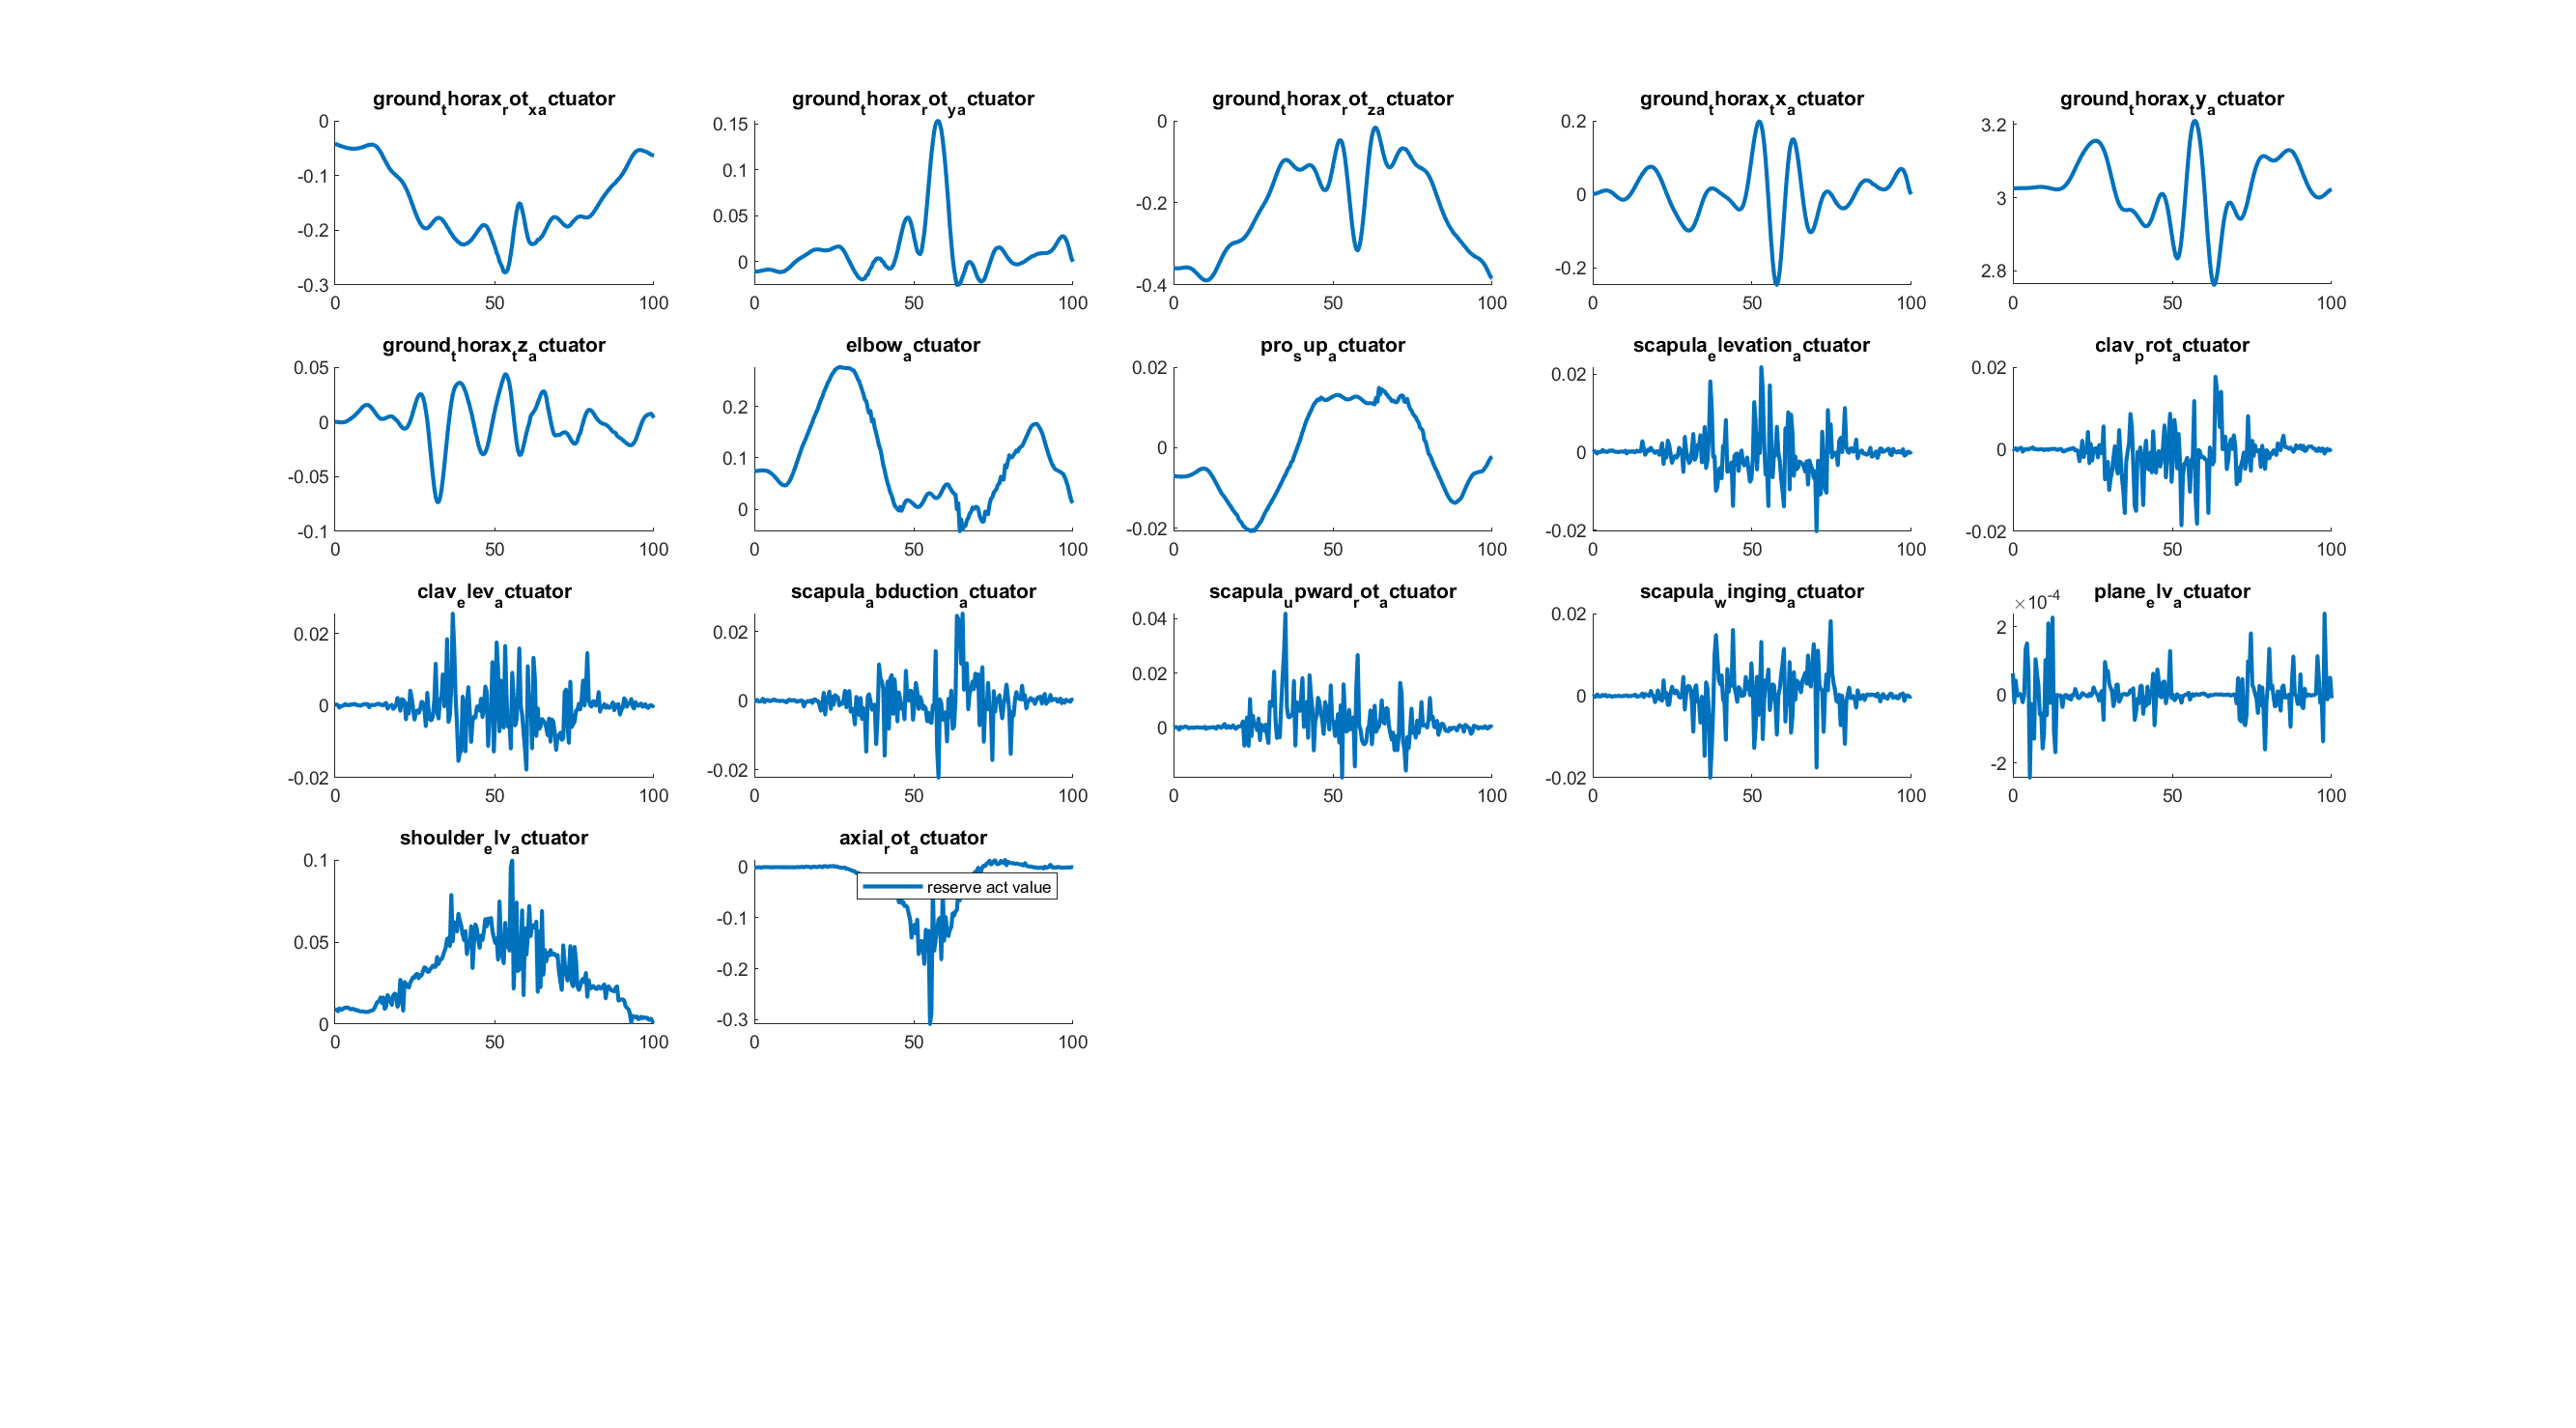 ground_thorax_rot_xactuator ground_thorax_rot_yactuator ground_thorax_rot_zactuator ground_thorax_tx_actuator ground_thorax_ty_actuator
0 -0.1 -0.2 -0.3 0 50 100
0.15 0.1 0.05 0 0 50 100
0 -0.2 -0.4 0 50 100
0.2 0 -0.2 0 50 100
3.2 3 2.8 0 50 100
ground_thorax_tz_actuator elbow_actuator pro_sup_actuator scapula_elevation_actuator clav_prot_actuator
0.05 0 -0.05 -0.1 0 50 100
0.2 0.1 0 0 50 100
0.02 0 -0.02 0 50 100
0.02 0 -0.02 0 50 100
0.02 0 -0.02 0 50 100
clav_elev_actuator scapula_abduction_actuator scapula_upward_rot_actuator scapula_winging_actuator plane_elv_actuator
0.02 0 -0.02 0 50 100
0.02 0 -0.02 0 50 100
0.04 0.02 0 0 50 100
0.02 0 -0.02 0 50 100
×10-4 2 0 -2 0 50 100
shoulder_elv_actuator axial_rot_actuator
0.1 0.05 0 0 50 100
0 -0.1 -0.2 -0.3 0 50 100
reserve act value